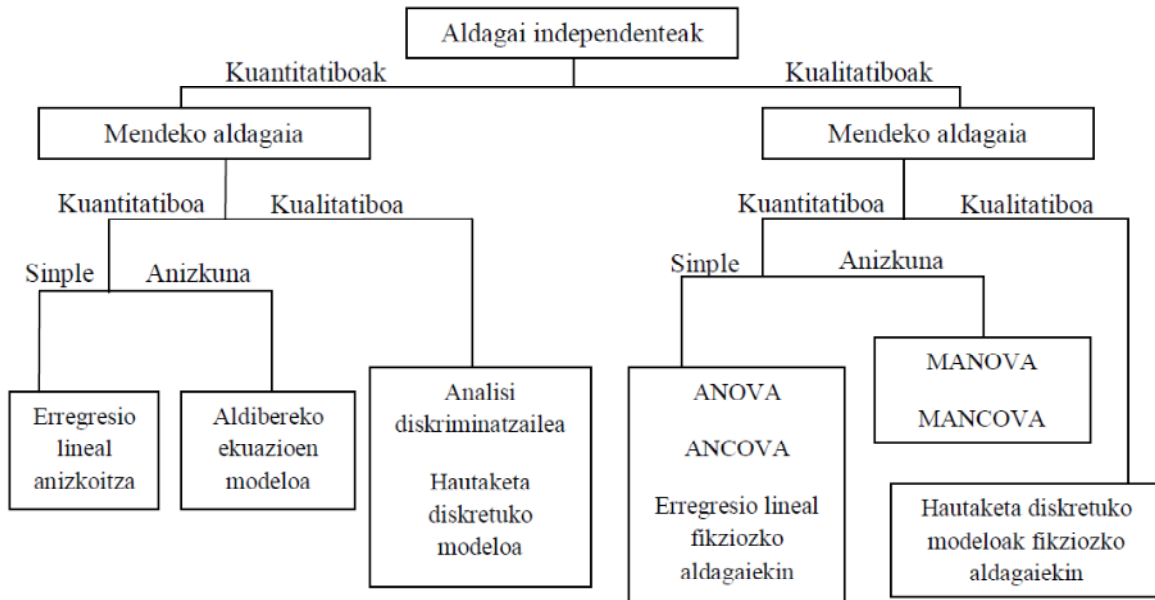 Aldagai independenteak
Kuantitatiboak
Kualitatiboak
Mendeko aldagaia
Mendeko aldagaia
Kuantitatiboa
Kualitatiboa
Kuantitatiboa
Kualitatiboa
Sinple
Anizkuna
Sinple
Anizkuna
Erregresio
lineal
anizkoitza
Aldibereko
ekuazioen
modeloa
Analisi
diskriminatzailea
Hautaketa
diskretuko
modeloa
ANOVA
ANCOVA
Erregresio lineal
fikziozko
aldagaiekin
MANOVA
MANCOVA
Hautaketa diskretuko
modeloak fikziozko
aldagaiekin